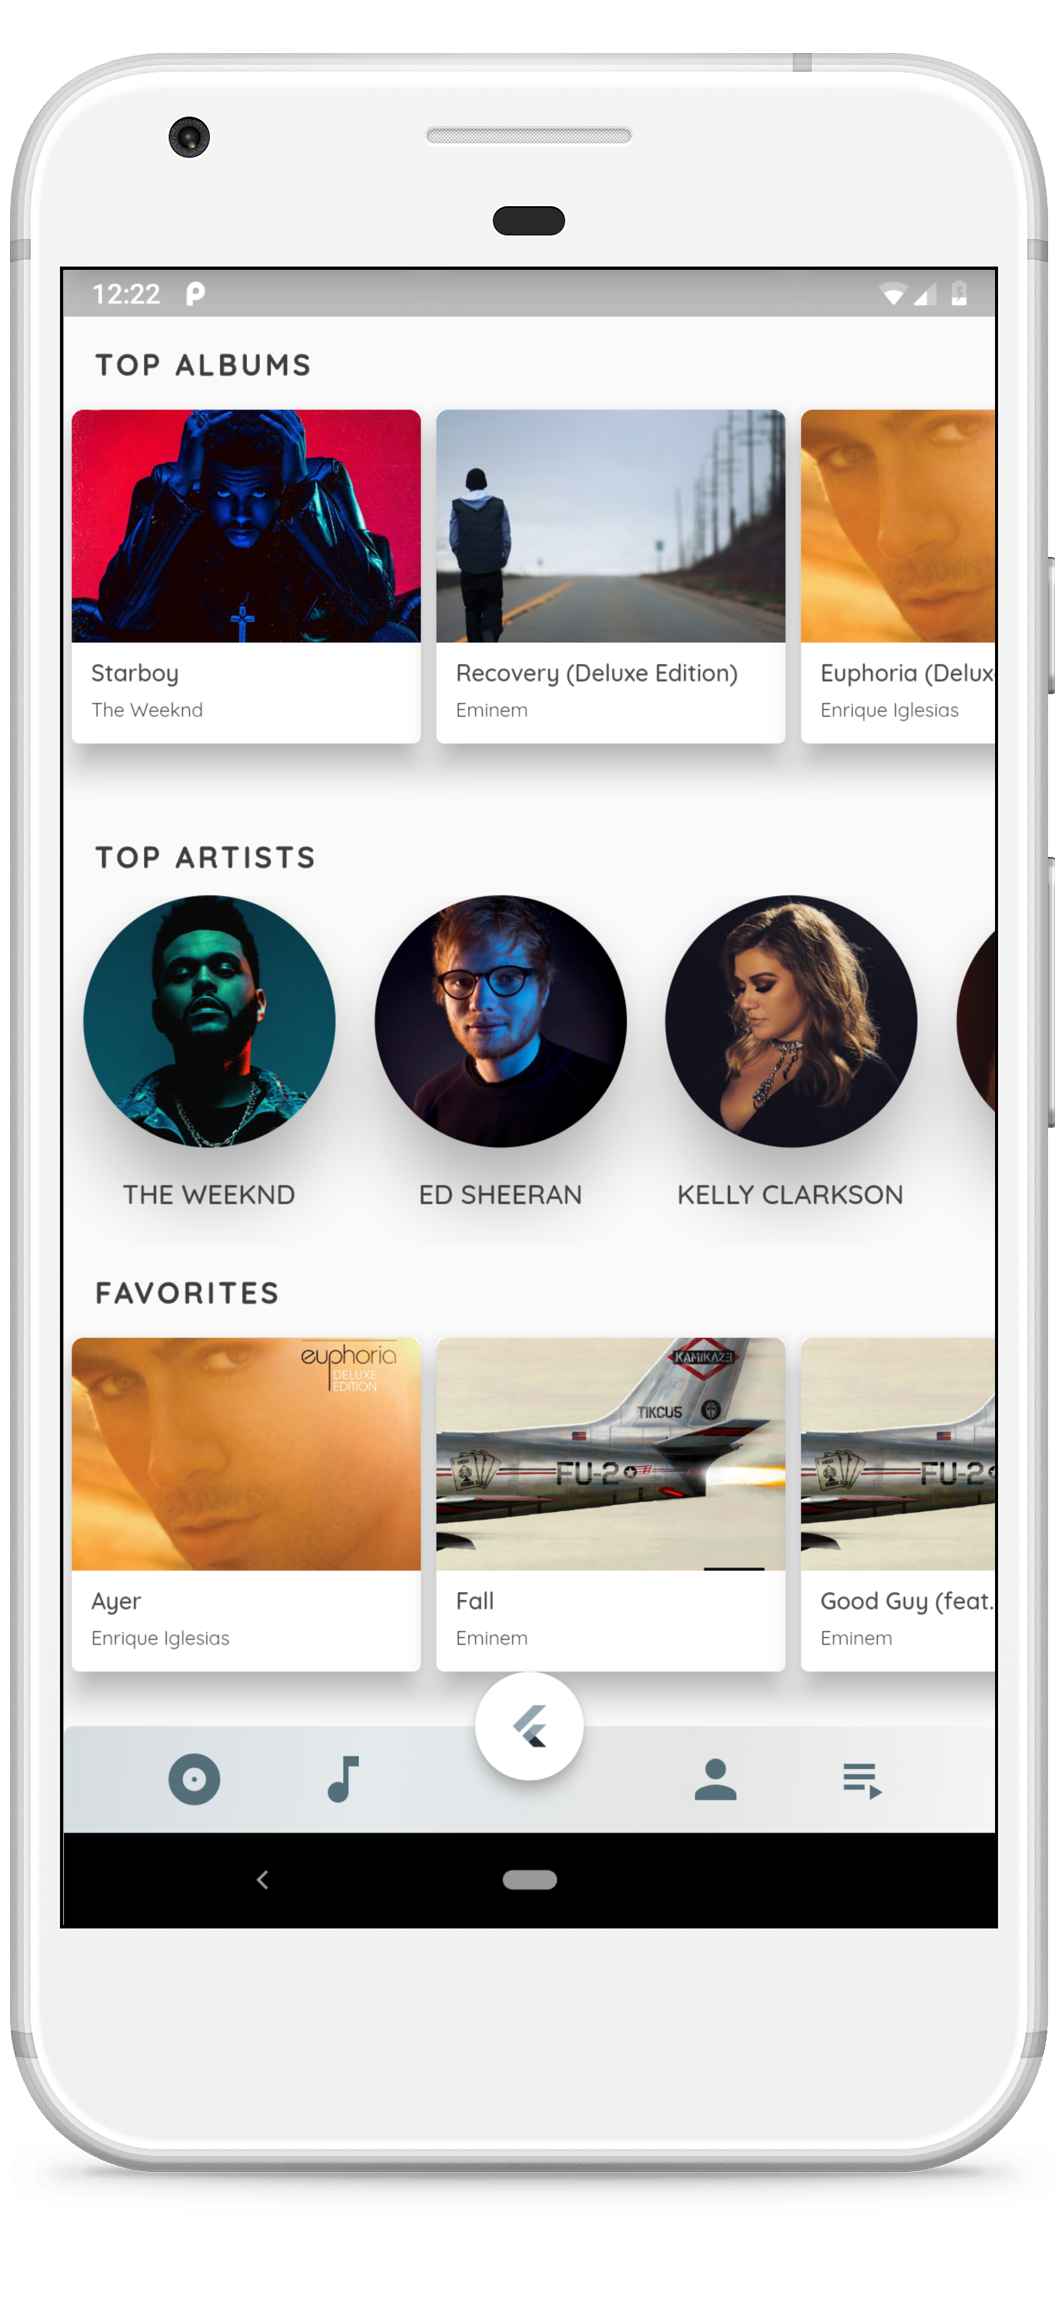 12:22
TOP ALBUMS
Starboy
The Weeknd
Recovery (Deluxe Edition)
Eminem
Euphoria (Delux
Enrique Iglesias
TOP ARTISTS
THE WEEKND
ED SHEERAN
KELLY CLARKSON
FAVORITES
euphoria
DELUXE
EDITION
Ayer
Enrique Iglesias
KAMIKAZE
TIKCU5
FU-2
Fall
Eminem
FU-2
Good Guy (feat.
Eminem